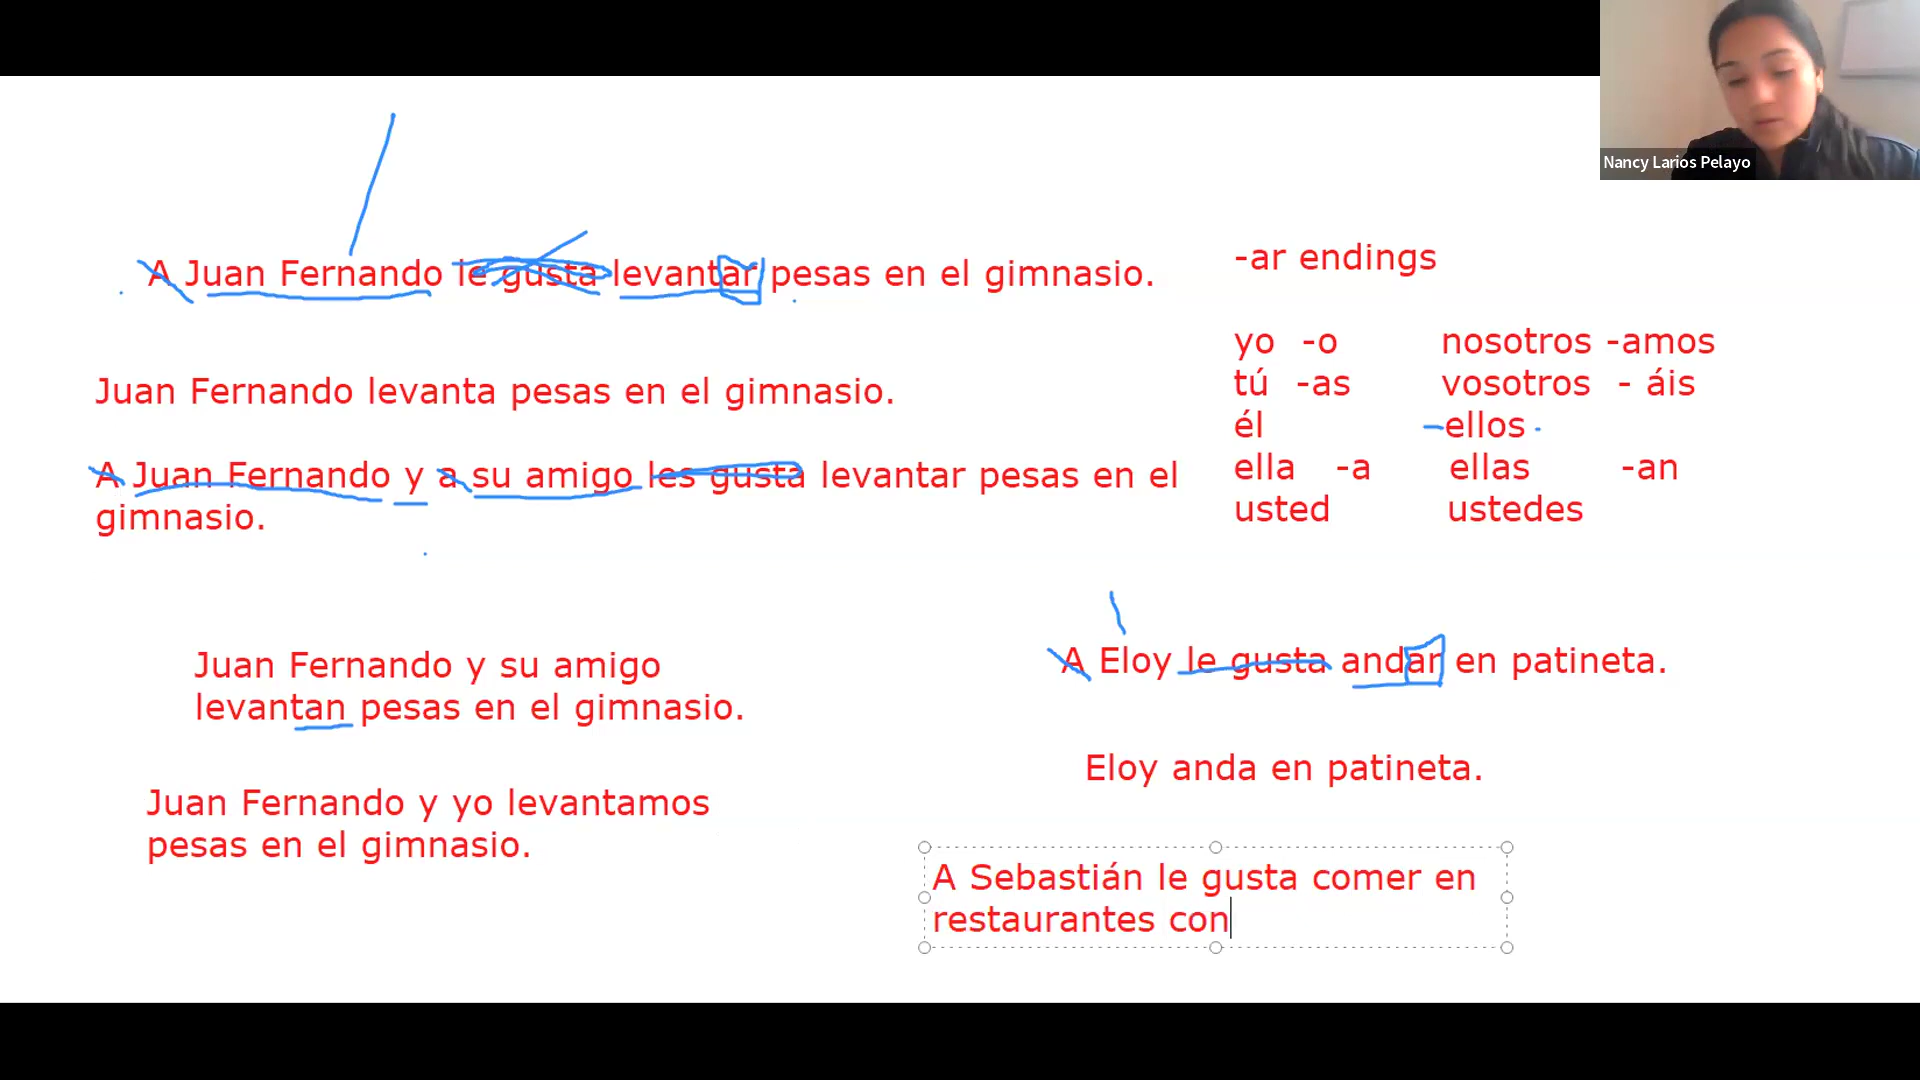 Nancy Larios Pelayo
A Juan Fernando le gusta levantar pesas en el gimnasio.
Juan Fernando levanta pesas en el gimnasio.
A Juan Fernando y a su amigo les gusta levantar pesas en el
gimnasio.
Juan Fernando y su amigo
levantan pesas en el gimnasio.
Juan Fernando y yo levantamos
pesas en el gimnasio.
-ar endings
yo -o nosotros -amos
tú -as vosotros - áis
él ellos
ella -a ellas -an
usted ustedes
A Eloy le gusta andar en patineta.
Eloy anda en patineta.
A Sebastián le gusta comer en
restaurantes con